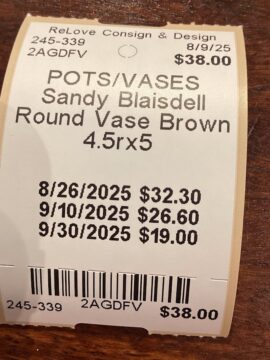 ReLove Consign & Design
245-339 8/9/25
2AGDFV $38.00
POTS/VASES
Sandy Blaisdell
Round Vase Brown
4.5rx5
8/26/2025 $32.30
9/10/2025 $26.60
9/30/2025 $19.00
245-339 2AGDFV $38.00